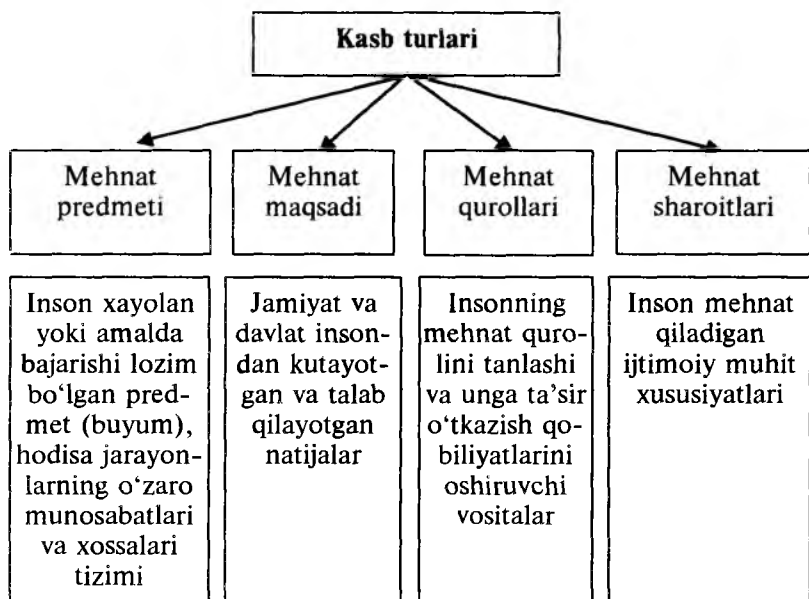 Kasb turlari
Mehnat
predmeti
Mehnat
maqsadi
Mehnat
qurollari
Mehnat
sharoitlari
Inson xayolan
yoki amalda
bajarishi lozim
bo‘lgan pred-
met (buyum),
hodisa jarayon-
larning o‘zaro
munosabatlari
va xossalari
tizimi
Jamiyat va
davlat inson-
dan kutayot-
gan va talab
qilayotgan
natijalar
Insonning
mehnat quro-
lini tanlashi
va unga ta’sir
o‘tkazish qo-
biliyatlarini
oshiruvchi
vositalar
Inson mehnat
qiladigan
ijtimoiy muhit
xususiyatlari